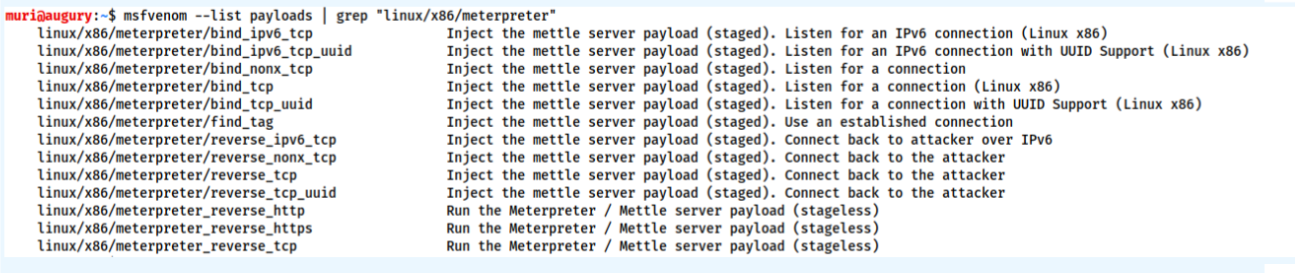 muri@augury:~$ msfvenom --list payloads | grep "linux/x86/meterpreter"
linux/x86/meterpreter/bind_ipv6_tcp Inject the mettle server payload (staged). Listen for an IPv6 connection (Linux x86)
linux/x86/meterpreter/bind_ipv6_tcp_uuid Inject the mettle server payload (staged). Listen for an IPv6 connection with UUID Support (Linux x86)
linux/x86/meterpreter/bind_nonx_tcp Inject the mettle server payload (staged). Listen for a connection
linux/x86/meterpreter/bind_tcp Inject the mettle server payload (staged). Listen for a connection (Linux x86)
linux/x86/meterpreter/bind_tcp_uuid Inject the mettle server payload (staged). Listen for a connection with UUID Support (Linux x86)
linux/x86/meterpreter/find_tag Inject the mettle server payload (staged). Use an established connection
linux/x86/meterpreter/reverse_ipv6_tcp Inject the mettle server payload (staged). Connect back to attacker over IPv6
linux/x86/meterpreter/reverse_nonx_tcp Inject the mettle server payload (staged). Connect back to the attacker
linux/x86/meterpreter/reverse_tcp Inject the mettle server payload (staged). Connect back to the attacker
linux/x86/meterpreter/reverse_tcp_uuid Inject the mettle server payload (staged). Connect back to the attacker
linux/x86/meterpreter_reverse_http Run the Meterpreter / Mettle server payload (stageless)
linux/x86/meterpreter_reverse_https Run the Meterpreter / Mettle server payload (stageless)
linux/x86/meterpreter_reverse_tcp Run the Meterpreter / Mettle server payload (stageless)